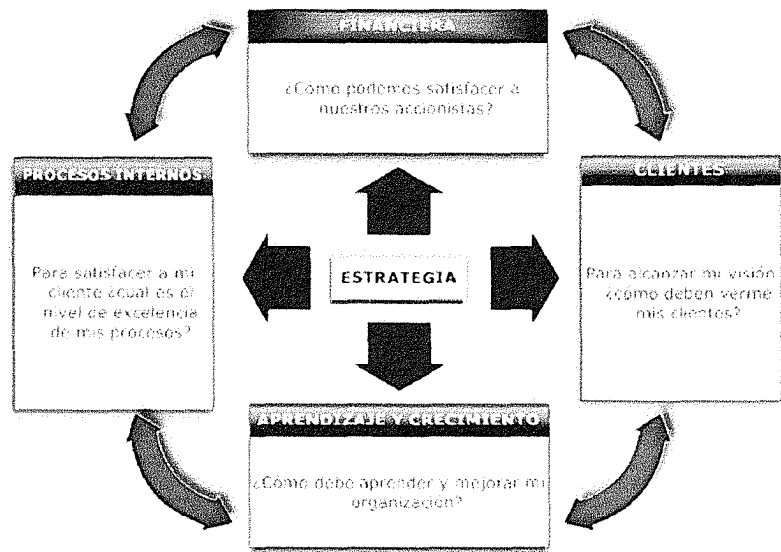 FINANCIERA
¿Cómo podemos satisfacer a
nuestros accionistas?
PROCESOS INTERNOS
Para satisfacer a mi
cliente ¿cual es el
nivel de excelencia
de mis procesos?
ESTRATEGIA
CLIENTES
Para alcanzar mi visión
¿cómo deben verme
mis clientes?
APRENDIZAJE Y CRECIMIENTO
¿Cómo debe aprender y mejorar mi
organización?